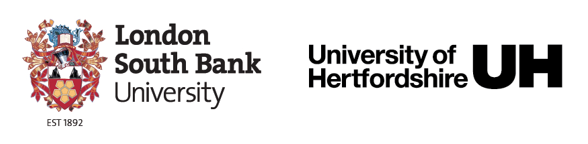 London
South Bank
University
EST 1892
University of
Hertfordshire
UH